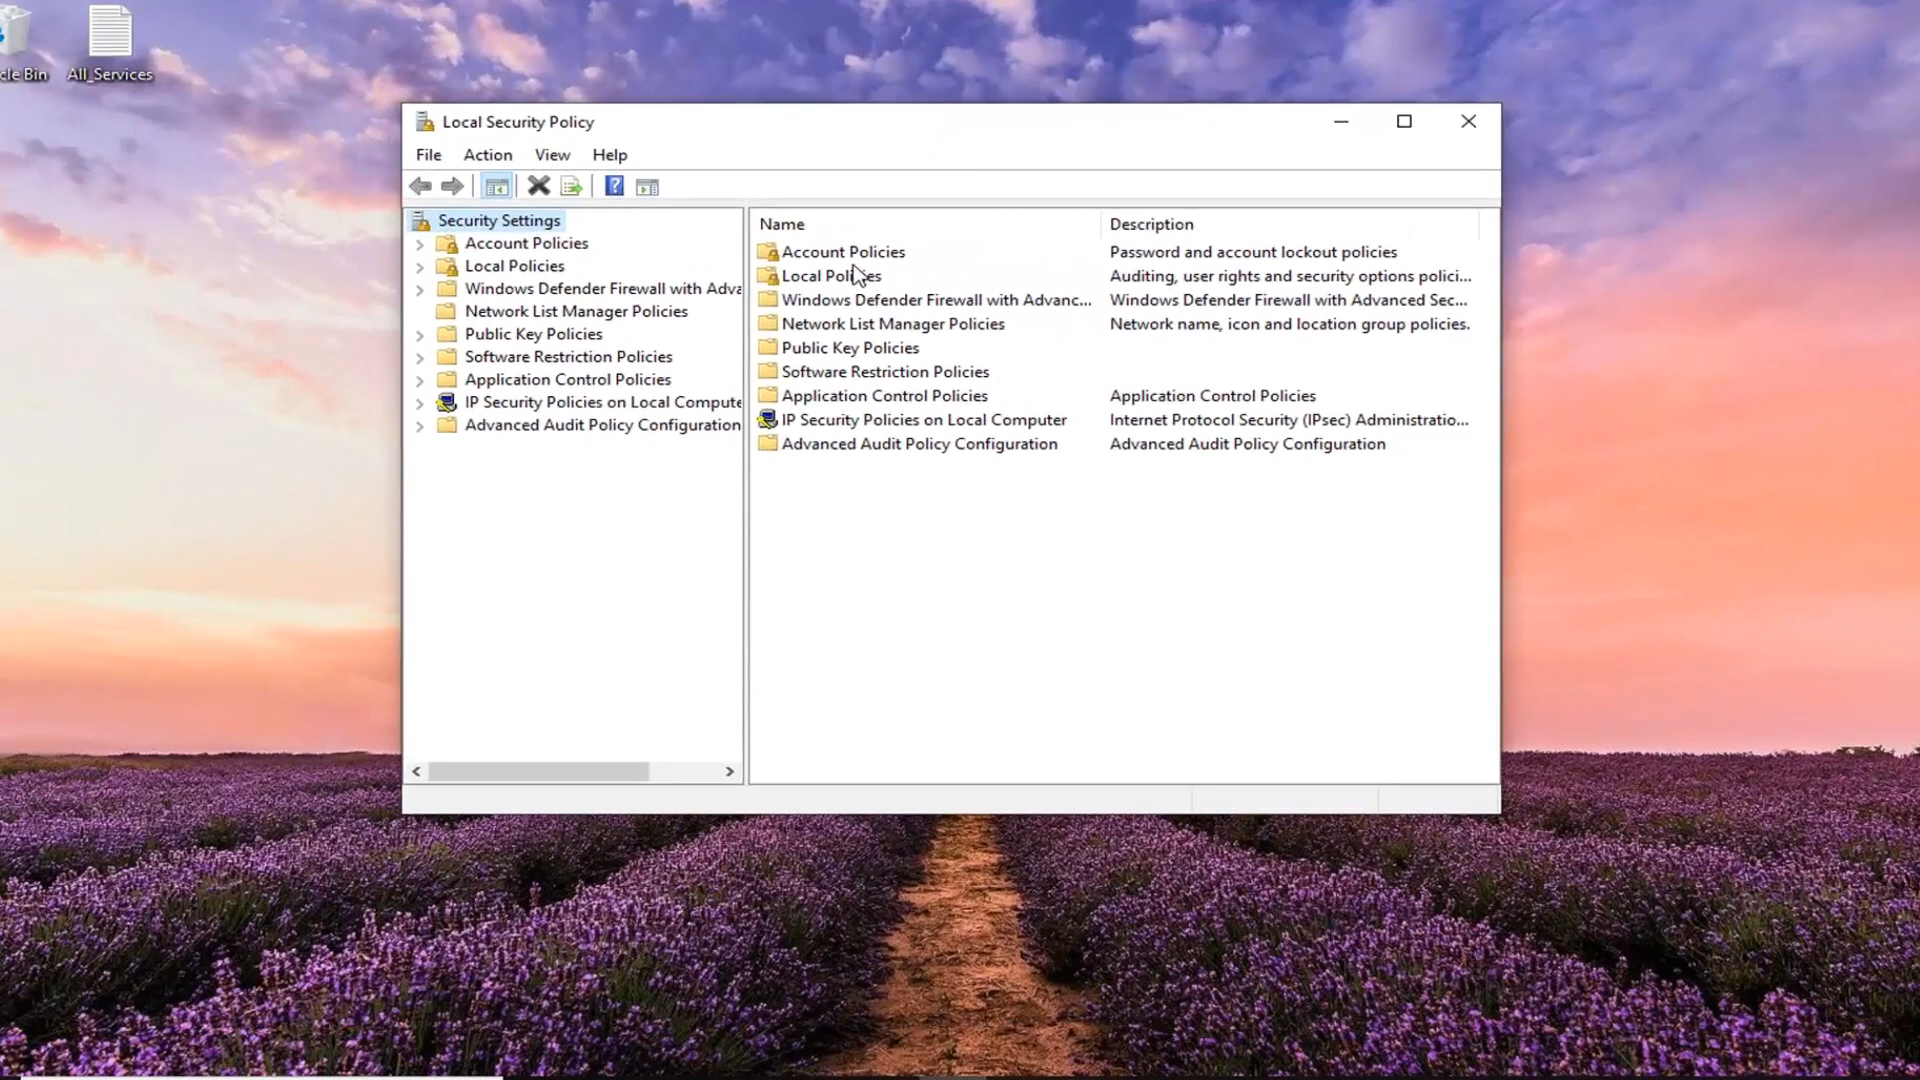 cle Bin
All_Services
Local Security Policy
File Action View Help
Security Settings
Account Policies
Local Policies
Windows Defender Firewall with Adva
Network List Manager Policies
Public Key Policies
Software Restriction Policies
Application Control Policies
IP Security Policies on Local Compute
Advanced Audit Policy Configuration
Name Description
Account Policies Password and account lockout policies
Local Policies Auditing, user rights and security options polici...
Windows Defender Firewall with Advanc... Windows Defender Firewall with Advanced Sec...
Network List Manager Policies Network name, icon and location group policies.
Public Key Policies
Software Restriction Policies
Application Control Policies Application Control Policies
IP Security Policies on Local Computer Internet Protocol Security (IPsec) Administratio...
Advanced Audit Policy Configuration Advanced Audit Policy Configuration